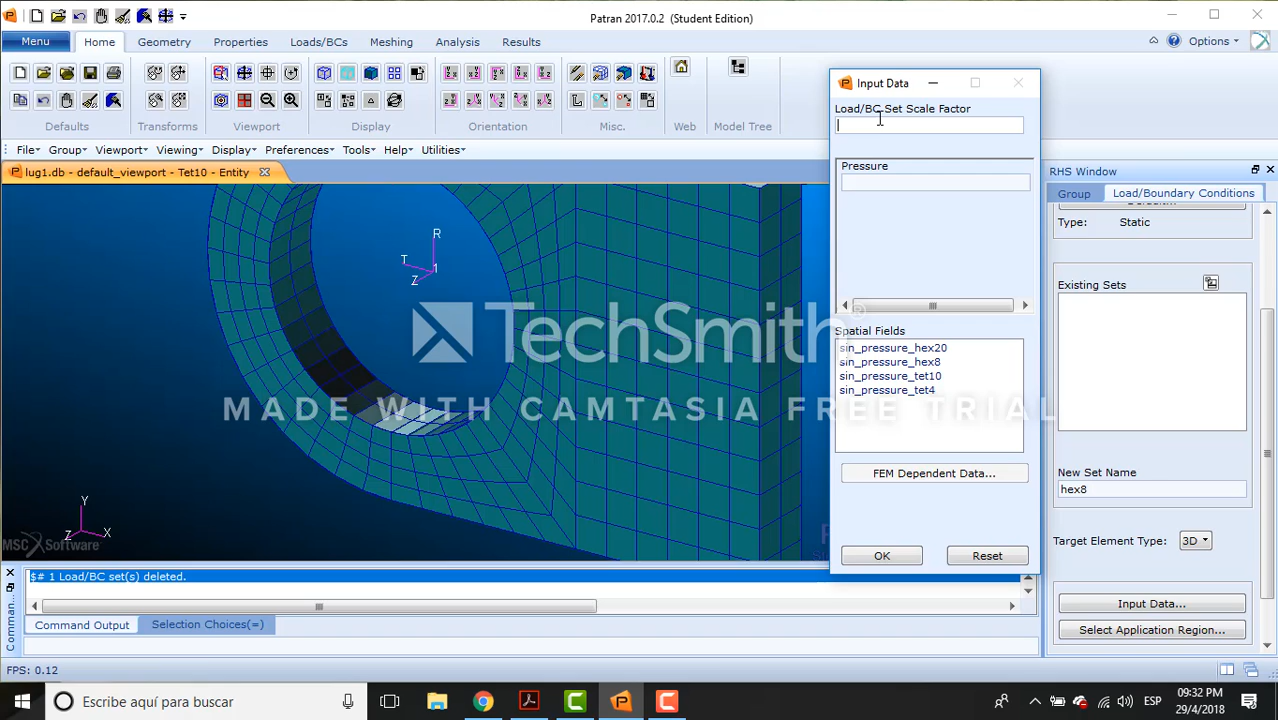 Patran 2017.0.2 (Student Edition)
Menu
Home
Geometry
Properties
Loads/BCs
Meshing
Analysis
Results
Options
Defaults
Transforms
Viewport
Display
Orientation
Misc.
Web
Model Tree
File
Group
Viewport
Viewing
Display
Preferences
Tools
Help
Utilities
lug1.db - default_viewport - Tet10 - Entity
R
T
Z
1
Y
Z
X
MSC Software
TechSmith®
MADE WITH CAMTASIA FREE TRIAL
Input Data
Load/BC Set Scale Factor
Pressure
Spatial Fields
sin_pressure_hex20
sin_pressure_hex8
sin_pressure_tet10
sin_pressure_tet4
FEM Dependent Data...
OK
Reset
RHS Window
Group
Load/Boundary Conditions
Type:
Static
Existing Sets
New Set Name
hex8
Target Element Type:
3D
Input Data...
Select Application Region...
$# 1 Load/BC set(s) deleted.
Command Output
Selection Choices(=)
FPS: 0.12
Escribe aquí para buscar
ESP
09:32 PM
29/4/2018